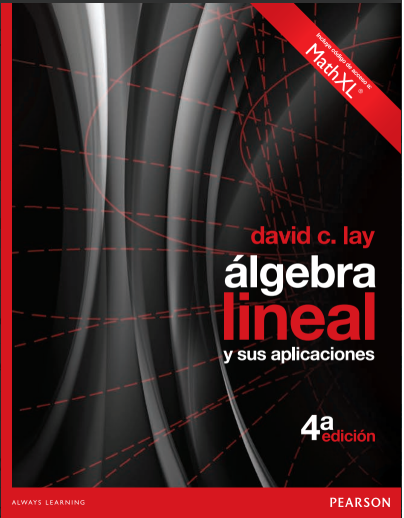 Incluye código de acceso a:
MathXL®
david c. lay
álgebra
lineal
y sus aplicaciones
4a
edición
ALWAYS LEARNING
PEARSON